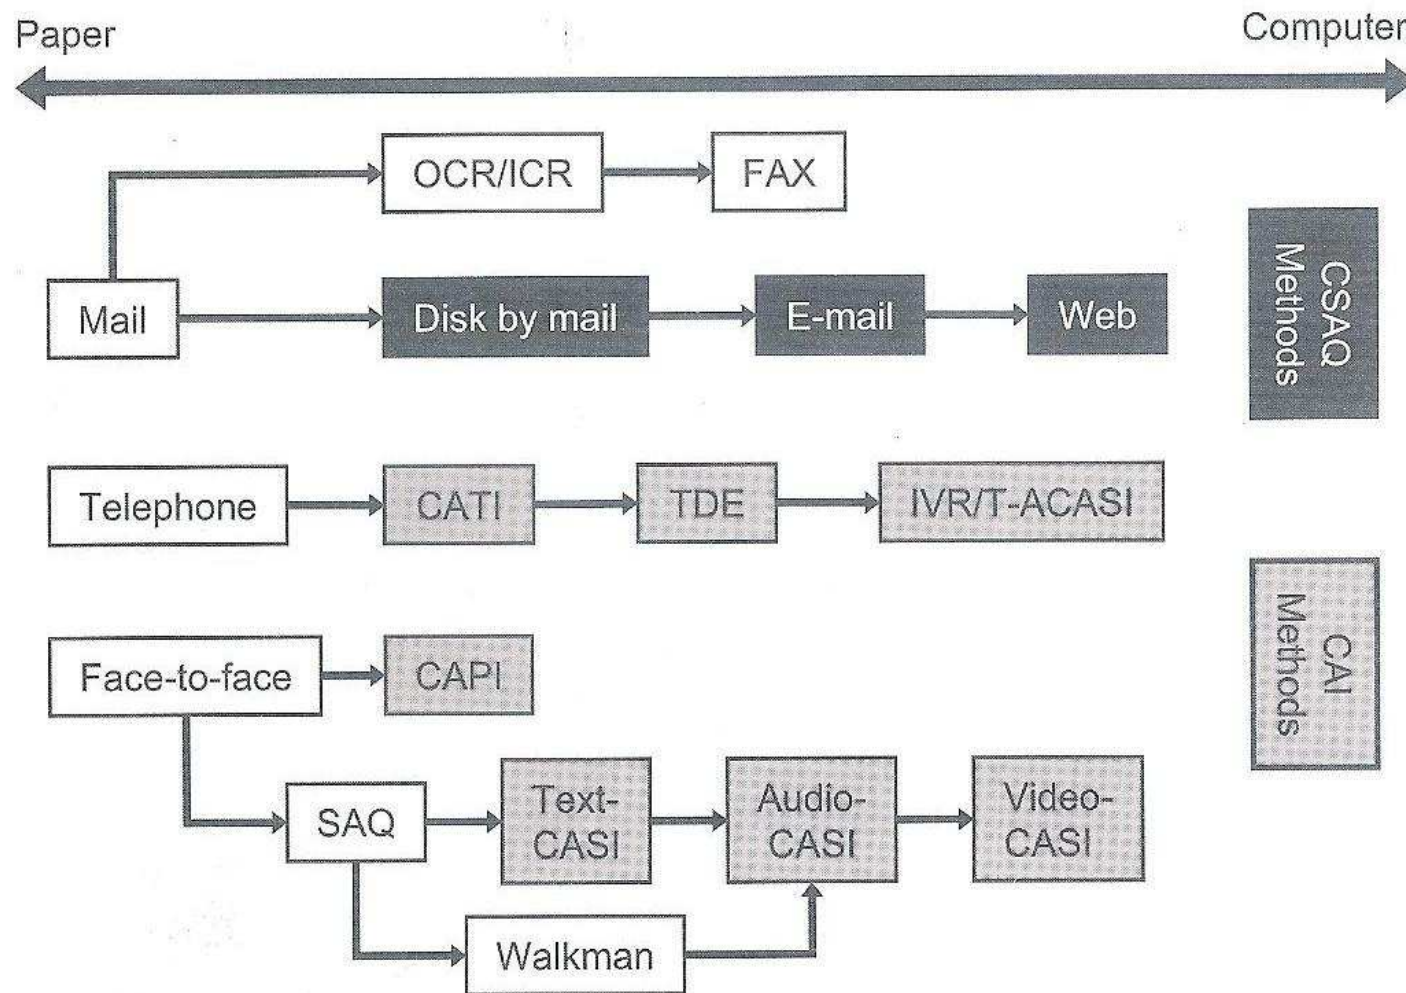 Paper
Computer
OCR/ICR
FAX
Mail
Disk by mail
E-mail
Web
CSAQ
Methods
Telephone
CATI
TDE
IVR/T-ACASI
CAI
Methods
Face-to-face
CAPI
SAQ
Text-
CASI
Audio-
CASI
Video-
CASI
Walkman